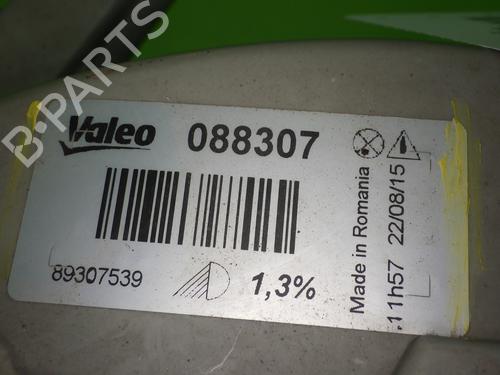 B·PARTS
Valeo
088307
89307539
1,3%
Made in Romania
11h57 22/08/15